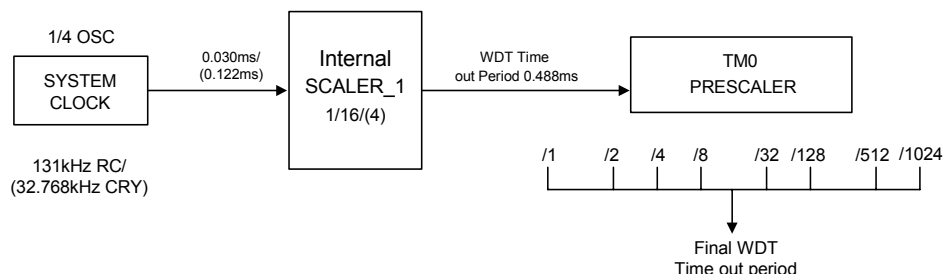 1/4 OSC
SYSTEM
CLOCK
131kHz RC/
(32.768kHz CRY)
0.030ms/
(0.122ms)
Internal
SCALER_1
1/16/(4)
WDT Time
out Period 0.488ms
TM0
PRESCALER
/1 /2 /4 /8 /32 /128 /512 /1024
Final WDT
Time out period